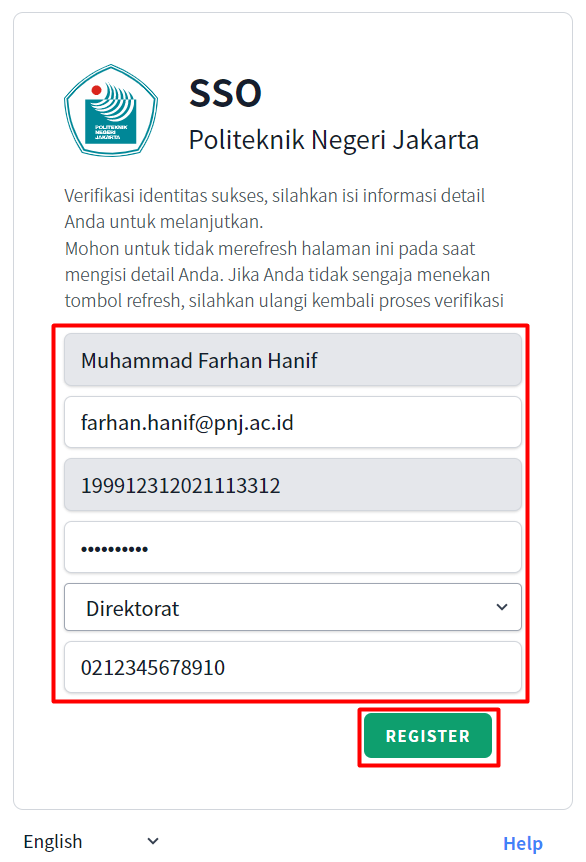 POLITEKNIK
NEGERI
JAKARTA
SSO
Politeknik Negeri Jakarta
Verifikasi identitas sukses, silahkan isi informasi detail
Anda untuk melanjutkan.
Mohon untuk tidak merefresh halaman ini pada saat
mengisi detail Anda. Jika Anda tidak sengaja menekan
tombol refresh, silahkan ulangi kembali proses verifikasi
Muhammad Farhan Hanif
farhan.hanif@pnj.ac.id
199912312021113312
••••••••••
Direktorat
0212345678910
REGISTER
English
Help